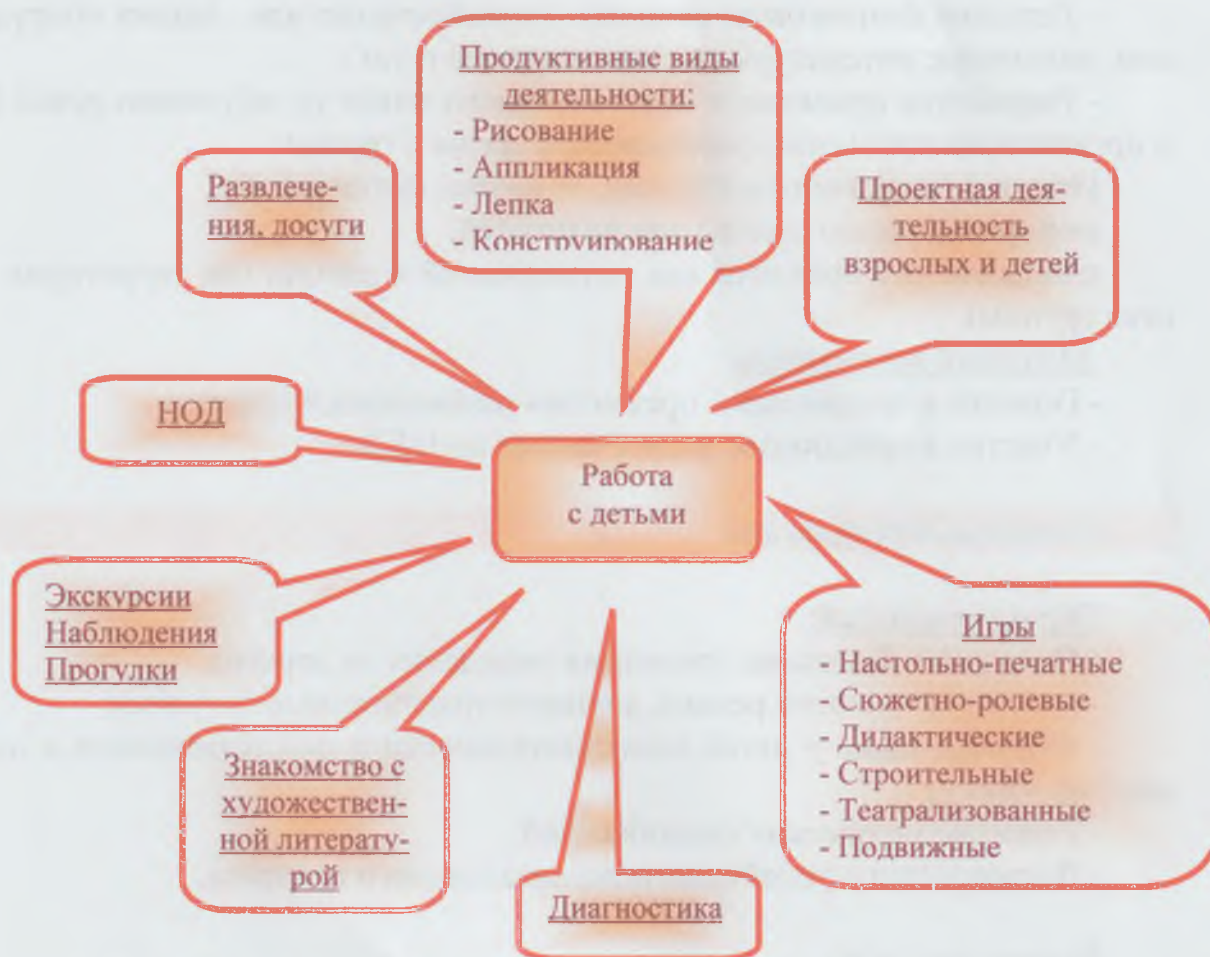 Продуктивные виды
деятельности:
- Рисование
- Аппликация
- Лепка
- Конструирование
Развлече-
ния, досуги
Проектная дея-
тельность
взрослых и детей
НОД
Работа
с детьми
Экскурсии
Наблюдения
Прогулки
Игры
- Настольно-печатные
- Сюжетно-ролевые
- Дидактические
- Строительные
- Театрализованные
- Подвижные
Знакомство с
художествен-
ной литерату-
рой
Диагностика